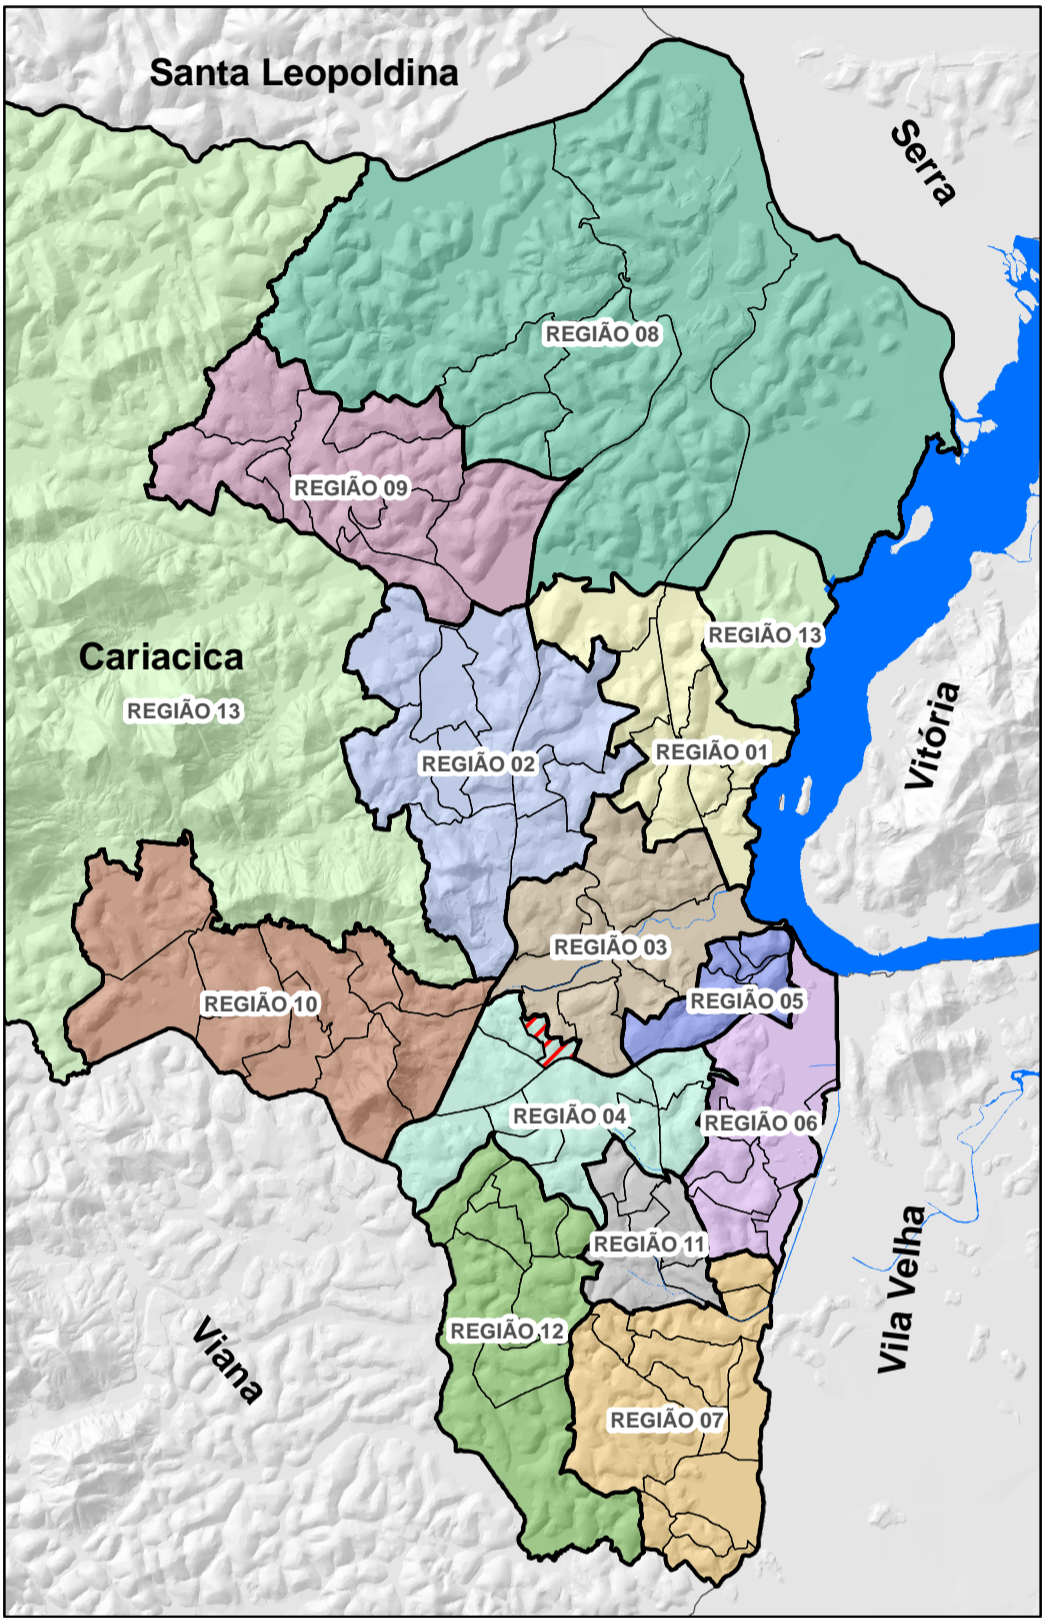 Santa Leopoldina
Serra
REGIÃO 08
REGIÃO 09
REGIÃO 13
Cariacica
REGIÃO 13
Vitória
REGIÃO 01
REGIÃO 02
REGIÃO 03
REGIÃO 05
REGIÃO 10
REGIÃO 04
REGIÃO 06
REGIÃO 11
Vila Velha
REGIÃO 12
Viana
REGIÃO 07